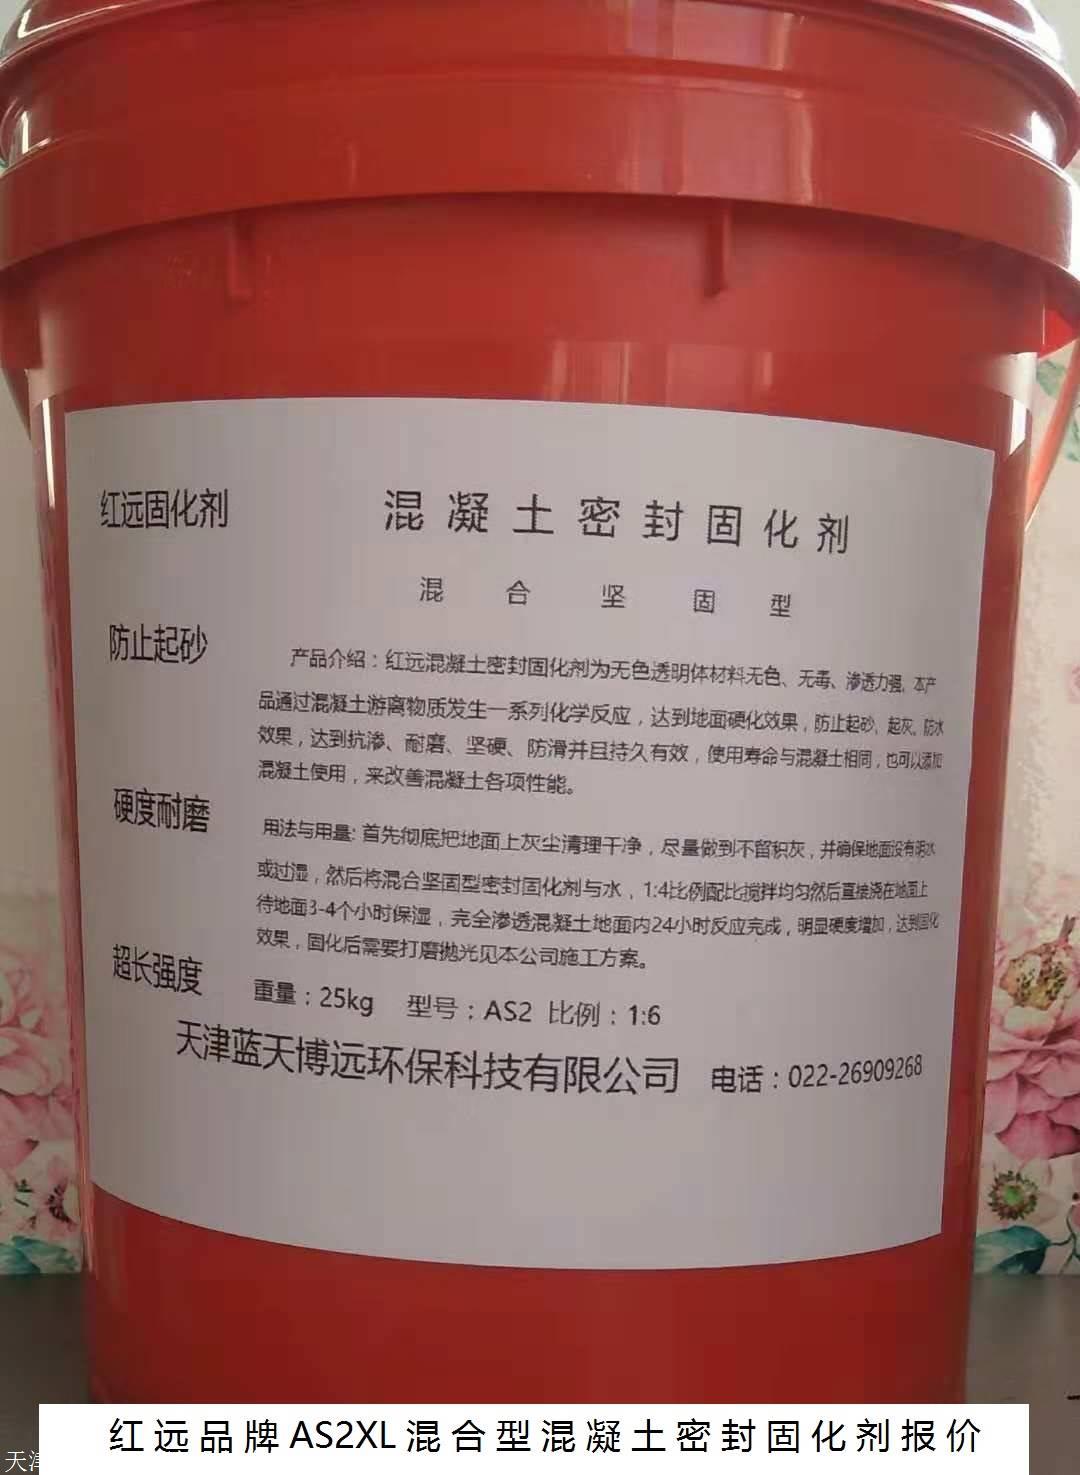 红远固化剂
混凝土密封固化剂
混合坚固型
防止起砂
产品介绍：红远混凝土密封固化剂为无色透明体材料无色、无毒、渗透力强，本产
品通过混凝土游离物质发生一系列化学反应，达到地面硬化效果，防止起砂、起灰、防水
效果，达到抗渗、耐磨、坚硬、防滑并且持久有效，使用寿命与混凝土相同，也可以添加
混凝土使用，来改善混凝土各项性能。
硬度耐磨
用法与用量：首先彻底把地面上灰尘清理干净，尽量做到不留积灰，并确保地面没有明水
或过湿，然后将混合坚固型密封固化剂与水，1:4比例配比搅拌均匀然后直接浇在地面上
待地面3-4个小时保湿，完全渗透混凝土地面内24小时反应完成，明显硬度增加，达到固化
效果，固化后需要打磨抛光见本公司施工方案。
超长强度
重量：25kg 型号：AS2 比例：1:6
天津蓝天博远环保科技有限公司 电话：022-26909268
红远品牌AS2XL混合型混凝土密封固化剂报价
天津